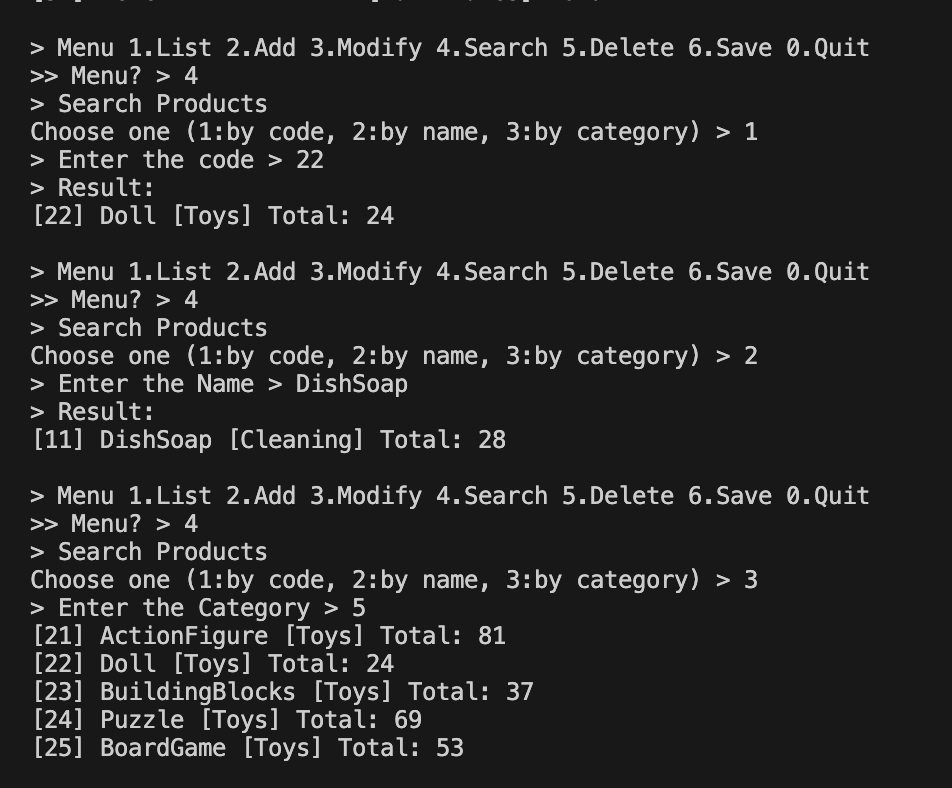 > Menu 1.List 2.Add 3.Modify 4.Search 5.Delete 6.Save 0.Quit
>> Menu? > 4
> Search Products
Choose one (1:by code, 2:by name, 3:by category) > 1
> Enter the code > 22
> Result:
[22] Doll [Toys] Total: 24
> Menu 1.List 2.Add 3.Modify 4.Search 5.Delete 6.Save 0.Quit
>> Menu? > 4
> Search Products
Choose one (1:by code, 2:by name, 3:by category) > 2
> Enter the Name > DishSoap
> Result:
[11] DishSoap [Cleaning] Total: 28
> Menu 1.List 2.Add 3.Modify 4.Search 5.Delete 6.Save 0.Quit
>> Menu? > 4
> Search Products
Choose one (1:by code, 2:by name, 3:by category) > 3
> Enter the Category > 5
[21] ActionFigure [Toys] Total: 81
[22] Doll [Toys] Total: 24
[23] BuildingBlocks [Toys] Total: 37
[24] Puzzle [Toys] Total: 69
[25] BoardGame [Toys] Total: 53